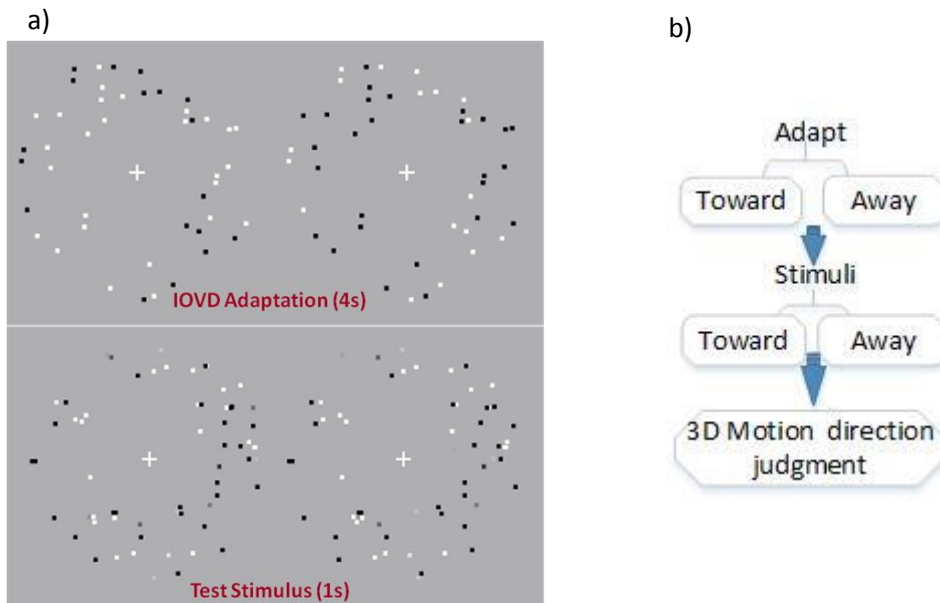 a)
IOVD Adaptation (4s)
Test Stimulus (1s)
b)
Adapt
Toward Away
Stimuli
Toward Away
3D Motion direction
judgment